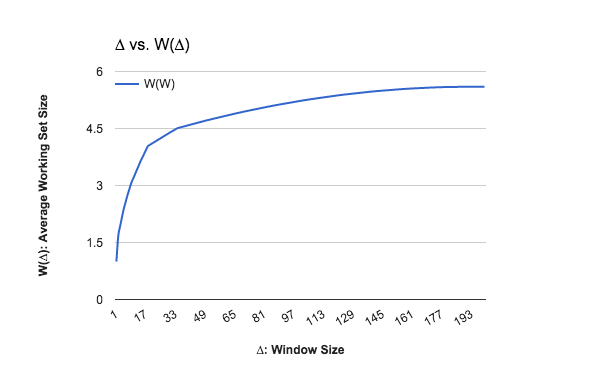 Δ vs. W(Δ)
W(W)
6
4.5
3
1.5
0
W(Δ): Average Working Set Size
1 17 33 49 65 81 97 113 129 145 161 177 193
Δ: Window Size